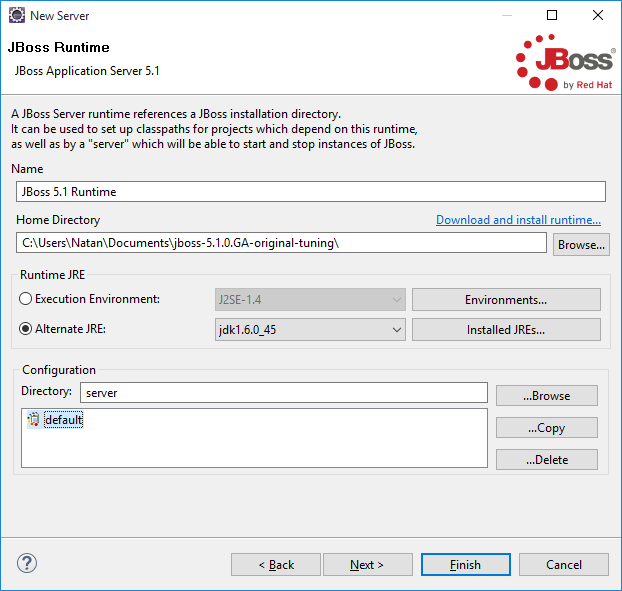 New Server
JBoss Runtime
JBoss Application Server 5.1
JBoss®
by Red Hat
A JBoss Server runtime references a JBoss installation directory.
It can be used to set up classpaths for projects which depend on this runtime,
as well as by a "server" which will be able to start and stop instances of JBoss.
Name
JBoss 5.1 Runtime
Home Directory
Download and install runtime...
C:\Users\Natan\Documents\jboss-5.1.0.GA-original-tuning\
Browse...
Runtime JRE
Execution Environment:
J2SE-1.4
Environments...
Alternate JRE:
jdk1.6.0_45
Installed JREs...
Configuration
Directory:
server
...Browse
default
...Copy
...Delete
?
< Back
Next >
Finish
Cancel